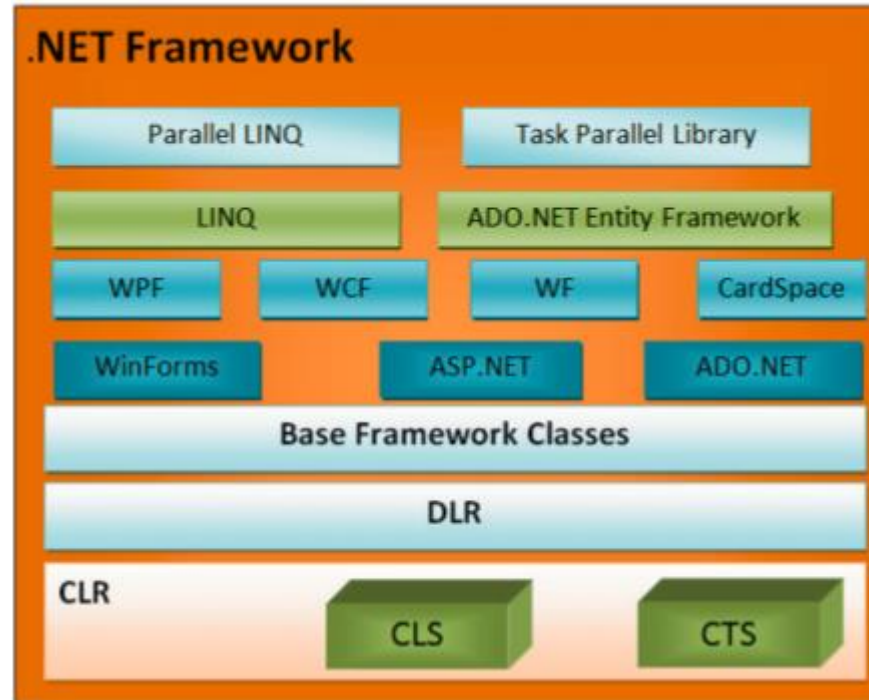 .NET Framework
Parallel LINQ
Task Parallel Library
LINQ
ADO.NET Entity Framework
WPF
WCF
WF
CardSpace
WinForms
ASP.NET
ADO.NET
Base Framework Classes
DLR
CLR
CLS
CTS